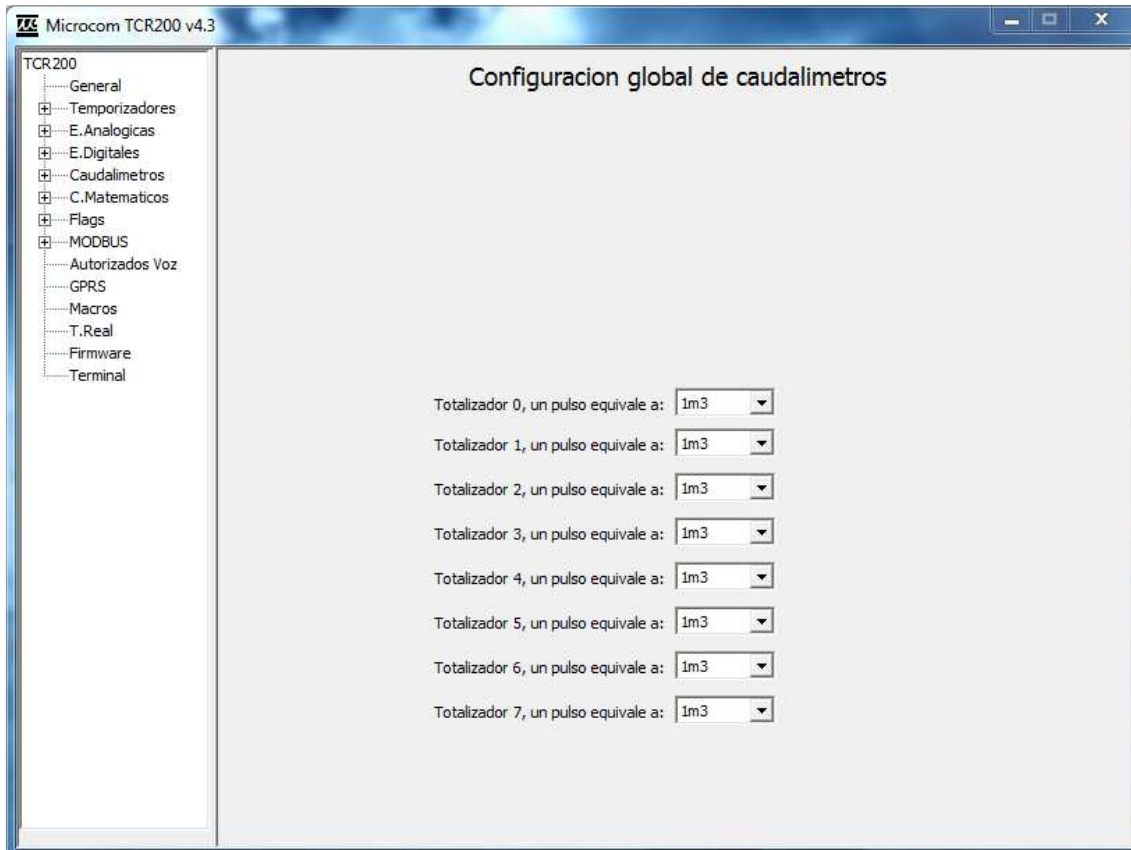 Microcom TCR200 v4.3
TCR200
General
Temporizadores
E.Analogicas
E.Digitales
Caudalimetros
C.Matematicos
Flags
MODBUS
Autorizados Voz
GPRS
Macros
T.Real
Firmware
Terminal
Configuracion global de caudalimetros
Totalizador 0, un pulso equivale a: 1m3
Totalizador 1, un pulso equivale a: 1m3
Totalizador 2, un pulso equivale a: 1m3
Totalizador 3, un pulso equivale a: 1m3
Totalizador 4, un pulso equivale a: 1m3
Totalizador 5, un pulso equivale a: 1m3
Totalizador 6, un pulso equivale a: 1m3
Totalizador 7, un pulso equivale a: 1m3